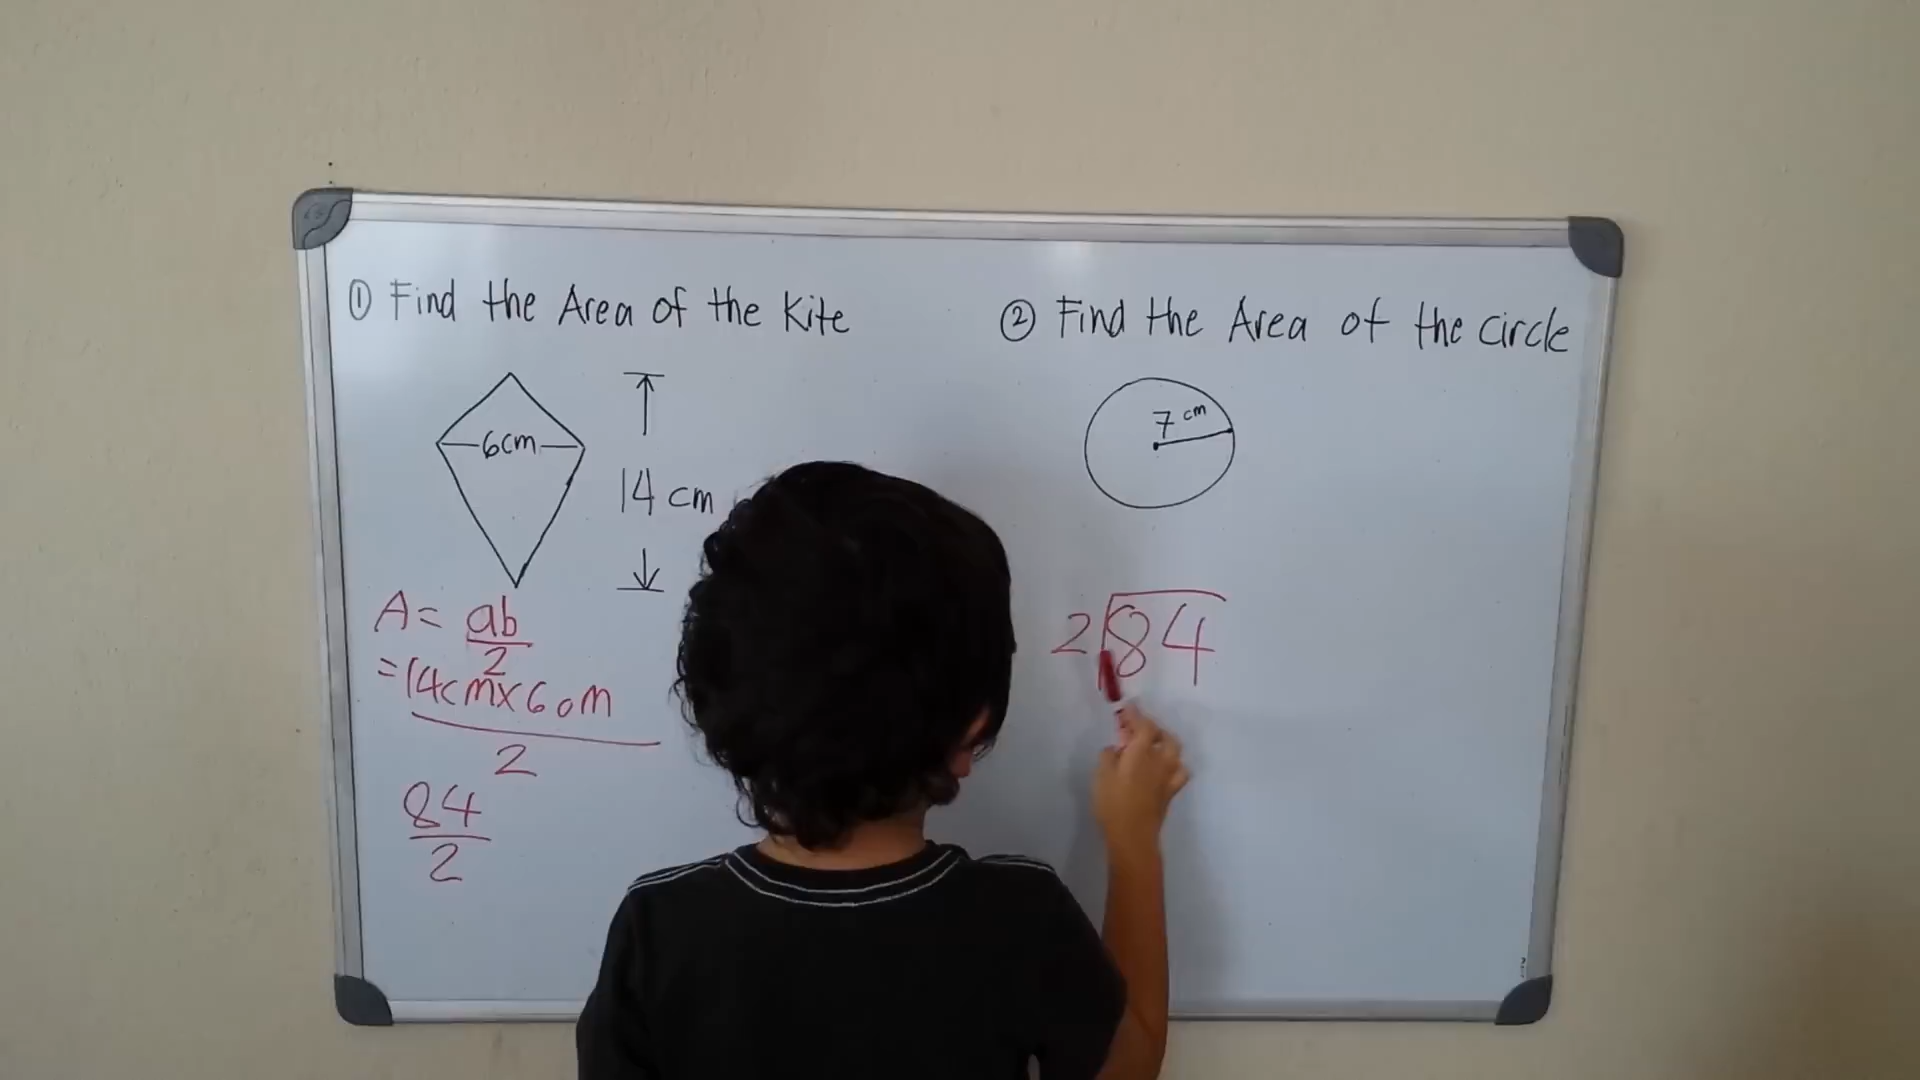 ① Find the Area of the Kite
6cm
14 cm
A = ab
2
= 14cm x 6cm
2
84
2
② Find the Area of the circle
7 cm
2 84